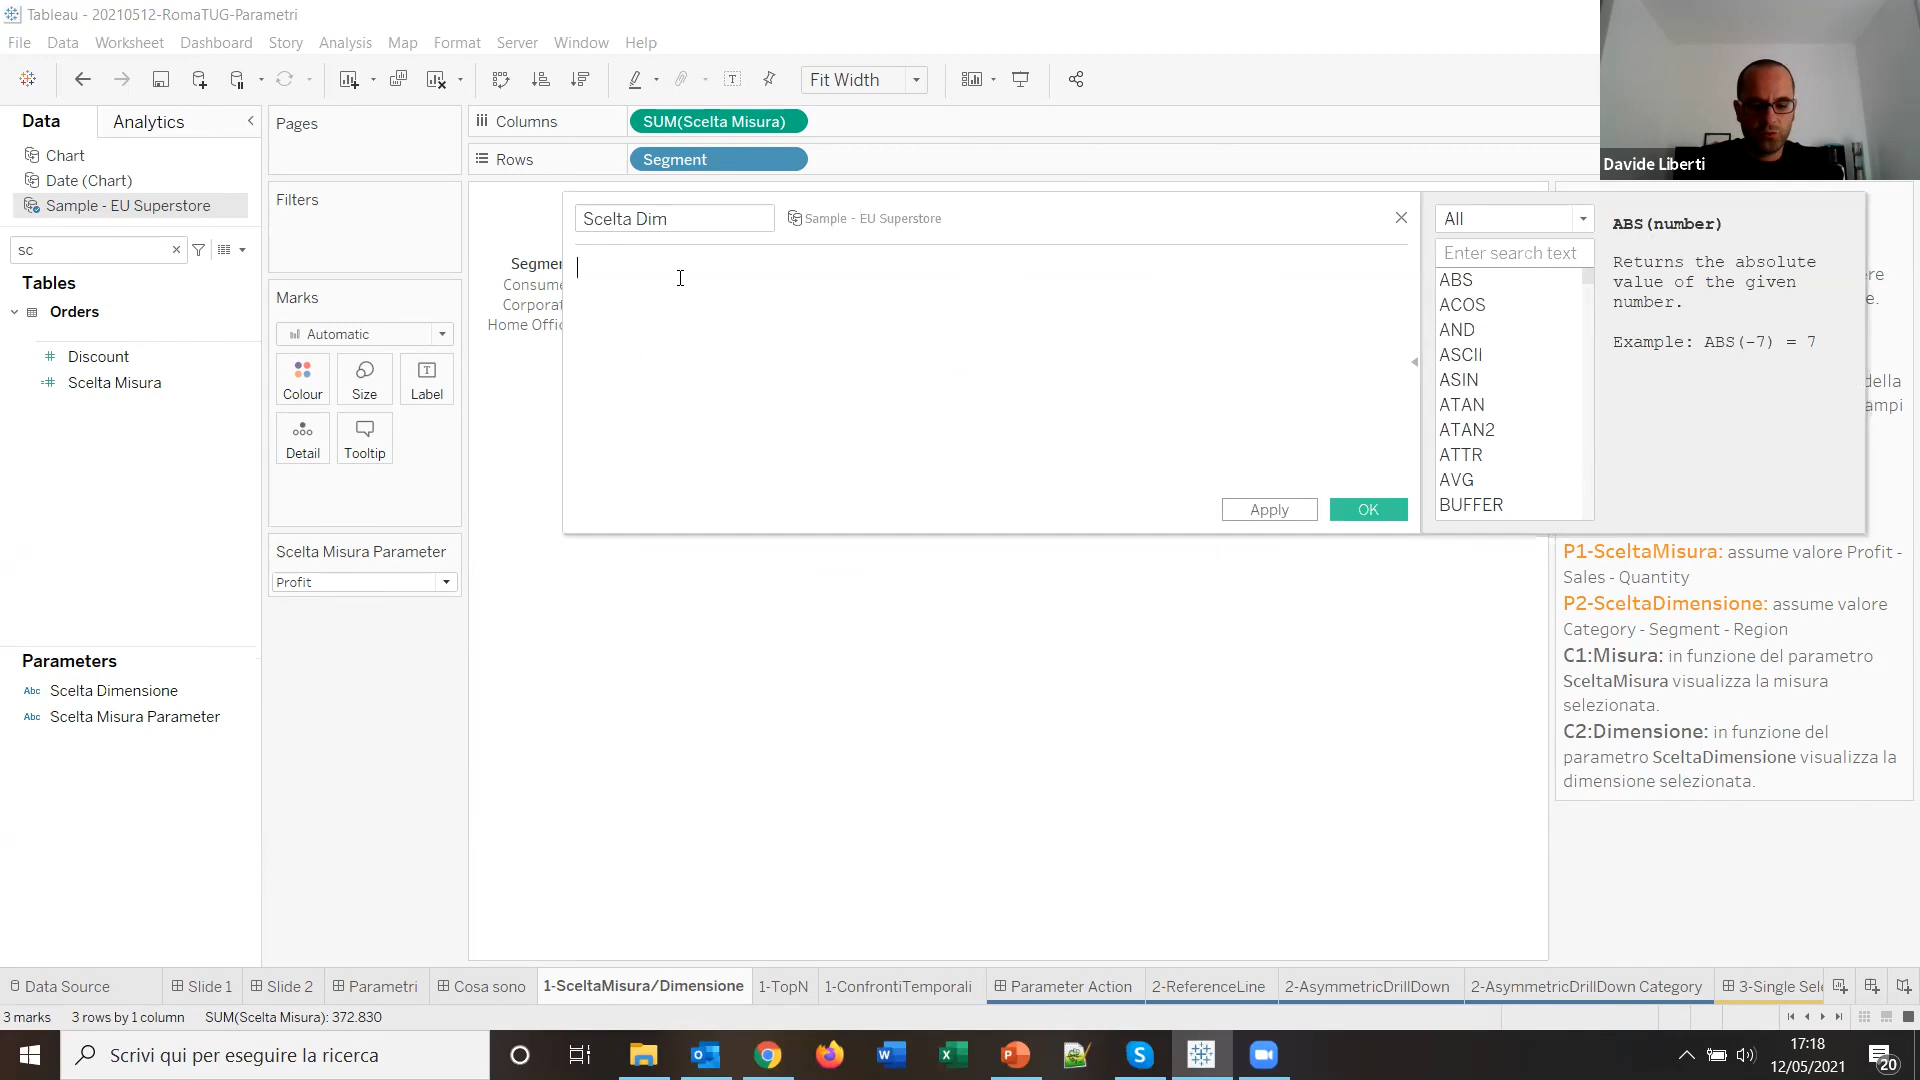 Tableau - 20210512-RomaTUG-Parametri
File Data Worksheet Dashboard Story Analysis Map Format Server Window Help
Fit Width
Data Analytics
Pages
Columns SUM(Scelta Misura)
Rows Segment
Davide Liberti
Chart
Date (Chart)
Sample - EU Superstore
Filters
Scelta Dim
Sample - EU Superstore
All
ABS(number)
sc
Enter search text
Returns the absolute
value of the given
number.
Example: ABS(-7) = 7
Tables
Orders
Discount
Scelta Misura
Marks
Automatic
Colour Size Label
Detail Tooltip
Scelta Misura Parameter
Profit
ABS
ACOS
AND
ASCII
ASIN
ATAN
ATAN2
ATTR
AVG
BUFFER
Apply OK
P1-SceltaMisura: assume valore Profit -
Sales - Quantity
P2-SceltaDimensione: assume valore
Category - Segment - Region
C1:Misura: in funzione del parametro
SceltaMisura visualizza la misura
selezionata.
C2:Dimensione: in funzione del
parametro SceltaDimensione visualizza la
dimensione selezionata.
Parameters
Abc Scelta Dimensione
Abc Scelta Misura Parameter
Data Source Slide 1 Slide 2 Parametri Cosa sono 1-SceltaMisura/Dimensione 1-TopN 1-ConfrontiTemporali Parameter Action 2-ReferenceLine 2-AsymmetricDrillDown 2-AsymmetricDrillDown Category 3-Single Sele
3 marks 3 rows by 1 column SUM(Scelta Misura): 372.830
Scrivi qui per eseguire la ricerca
17:18
12/05/2021
20